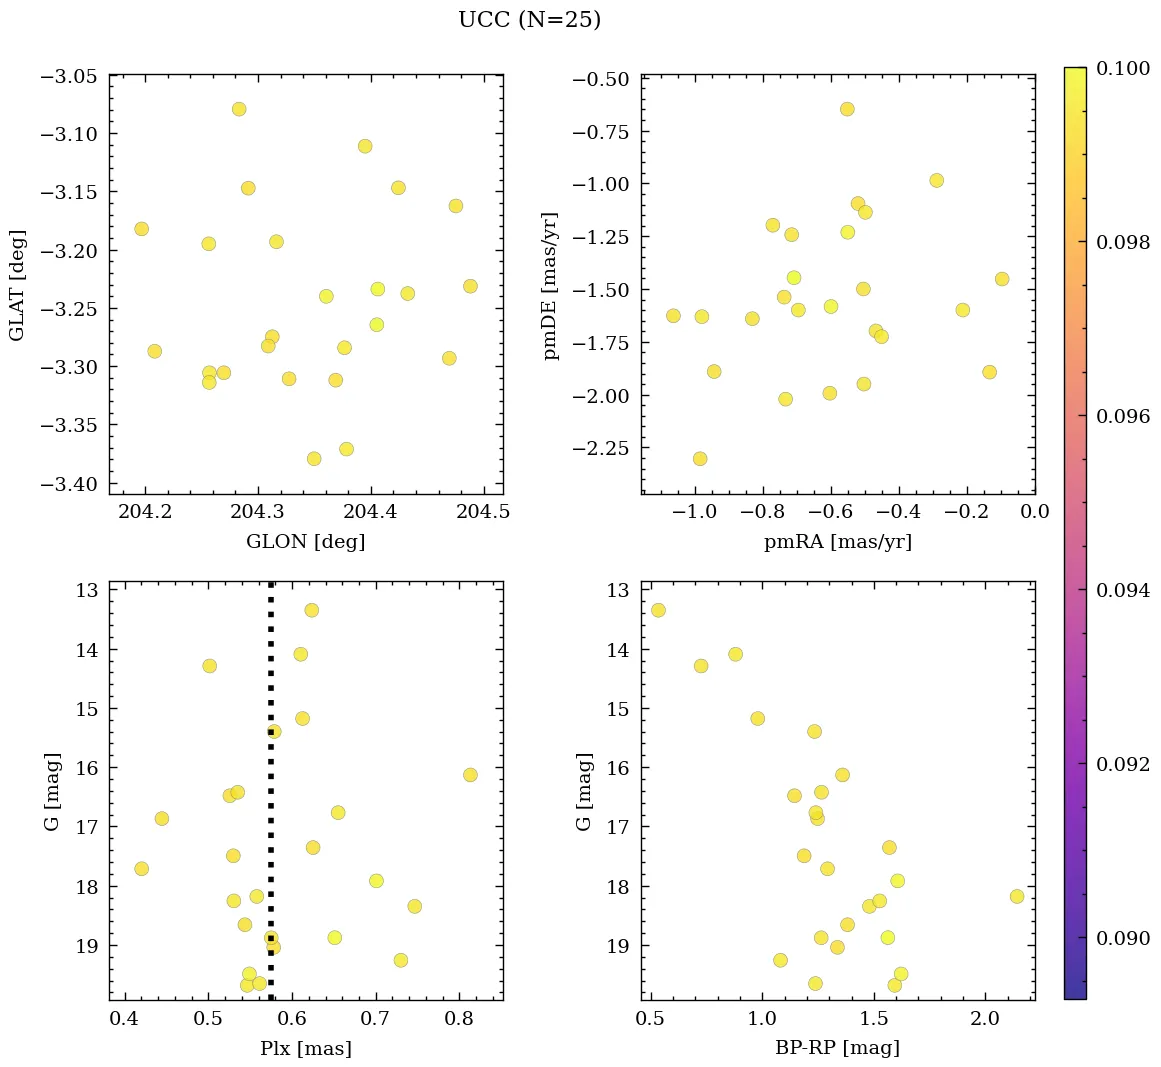 UCC (N=25)
−3.05
−3.10
−3.15
−3.20
−3.25
−3.30
−3.35
−3.40
GLAT [deg]
204.2 204.3 204.4 204.5
GLON [deg]
−0.50
−0.75
−1.00
−1.25
−1.50
−1.75
−2.00
−2.25
pmDE [mas/yr]
−1.0 −0.8 −0.6 −0.4 −0.2 0.0
pmRA [mas/yr]
13
14
15
16
17
18
19
G [mag]
0.4 0.5 0.6 0.7 0.8
Plx [mas]
13
14
15
16
17
18
19
G [mag]
0.5 1.0 1.5 2.0
BP-RP [mag]
0.100
0.098
0.096
0.094
0.092
0.090